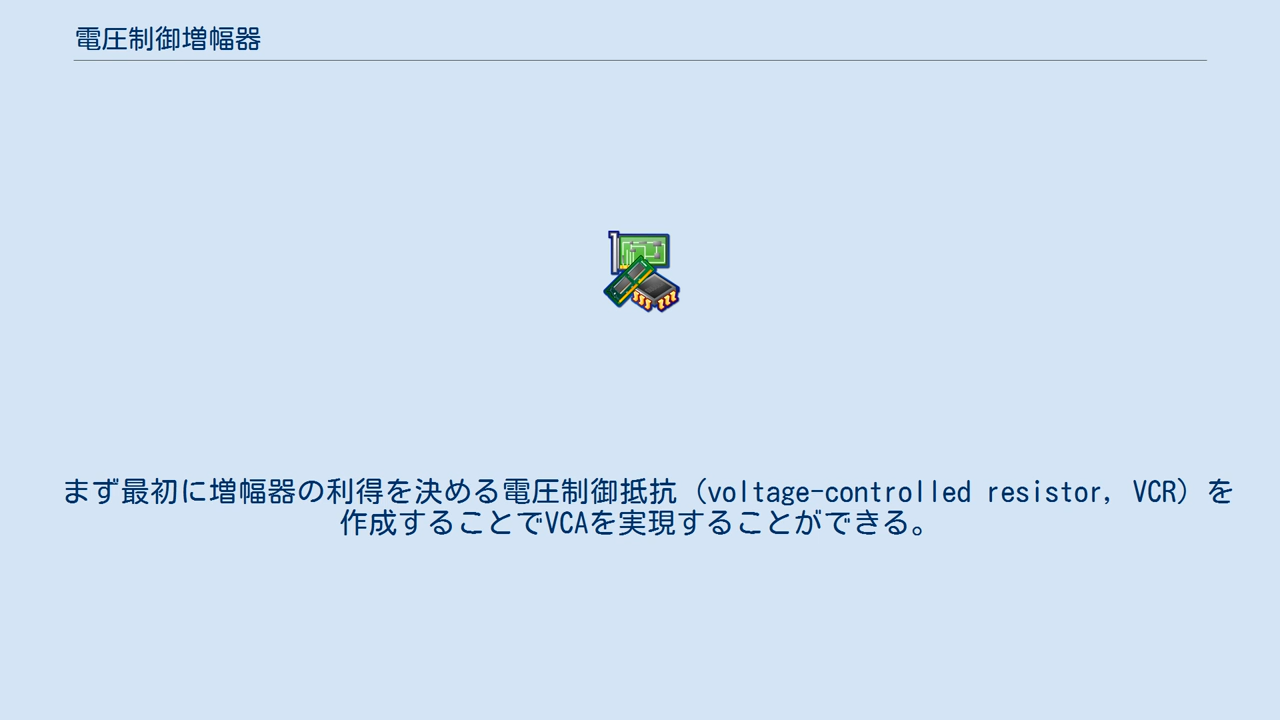 電圧制御増幅器
まず最初に増幅器の利得を決める電圧制御抵抗（voltage-controlled resistor, VCR）を
作成することでVCAを実現することができる。